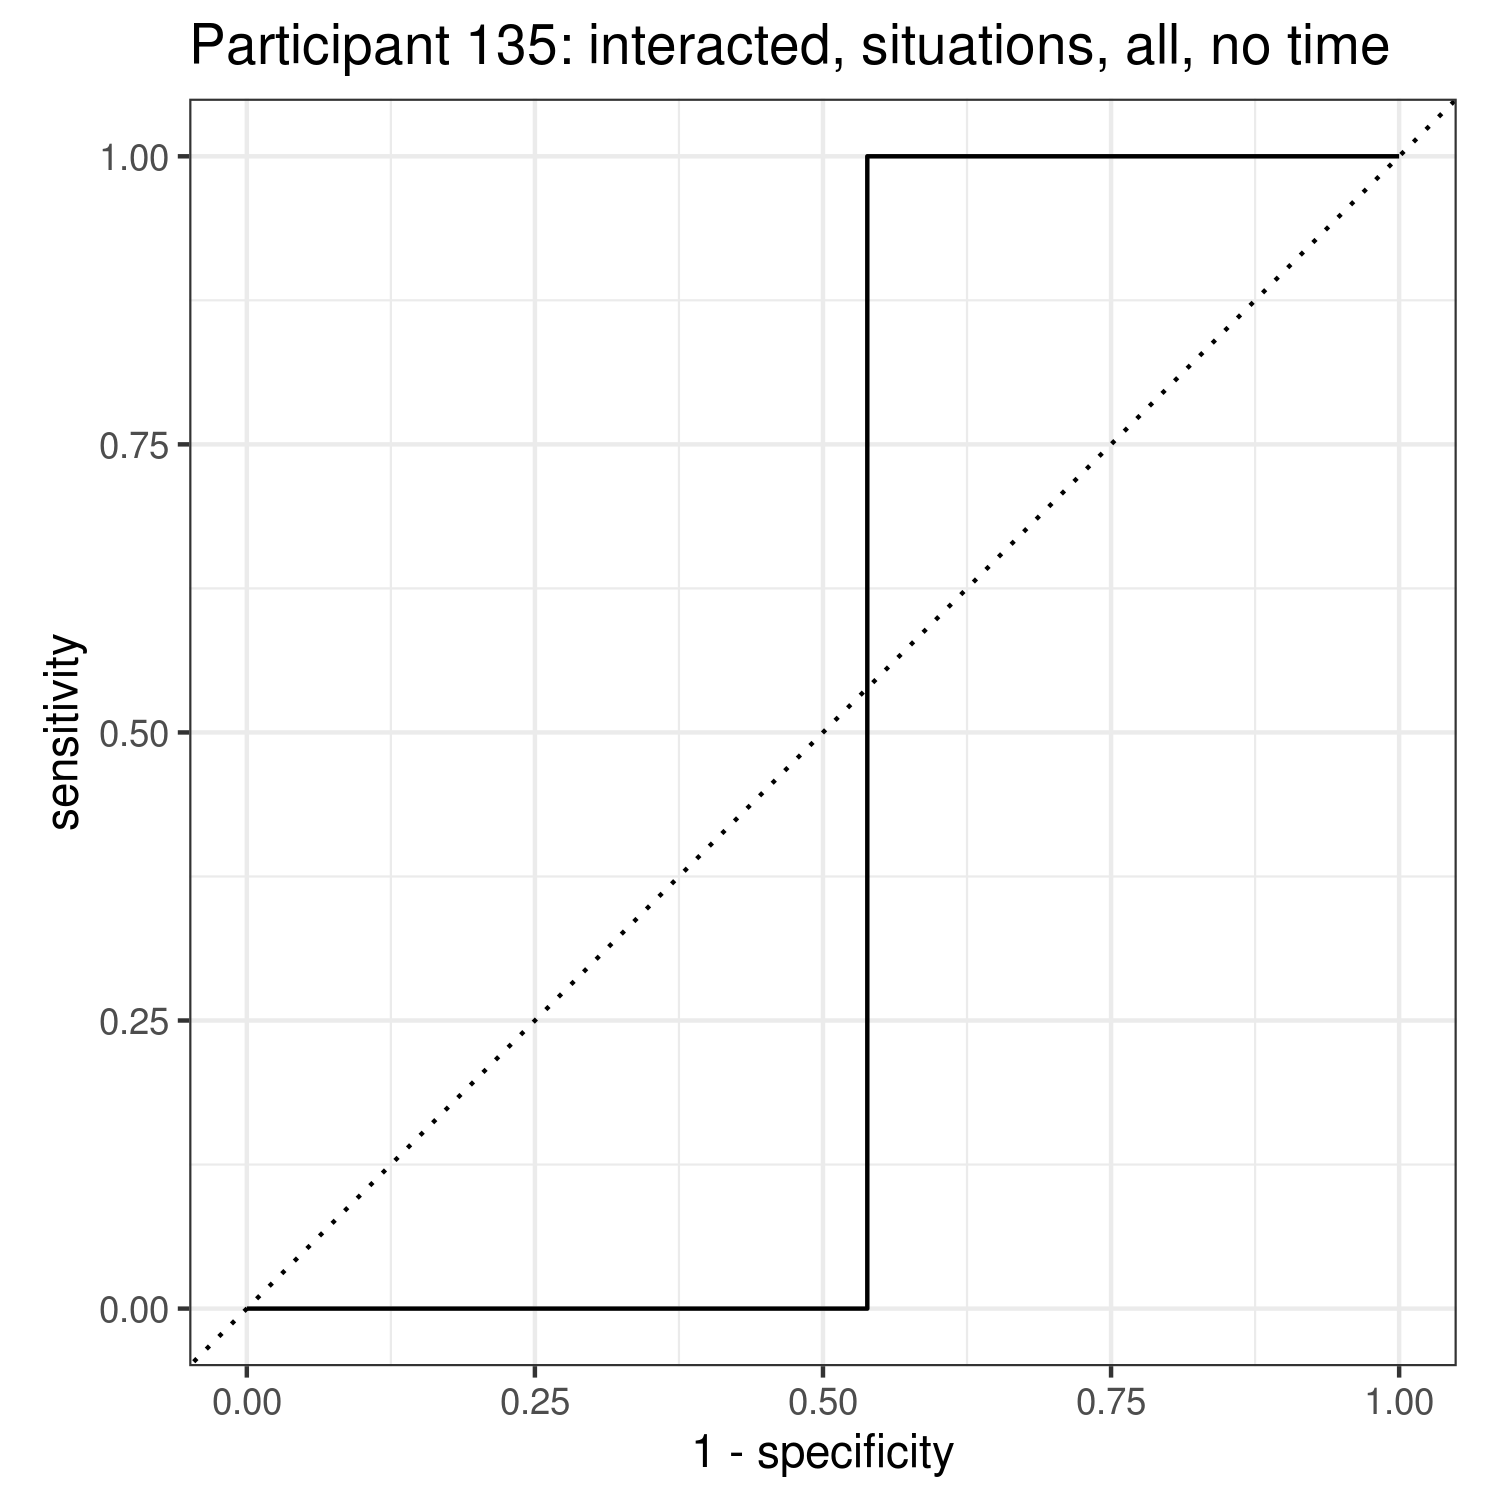 Participant 135: interacted, situations, all, no time
1.00
0.75
0.50
0.25
0.00
sensitivity
0.00 0.25 0.50 0.75 1.00
1 - specificity